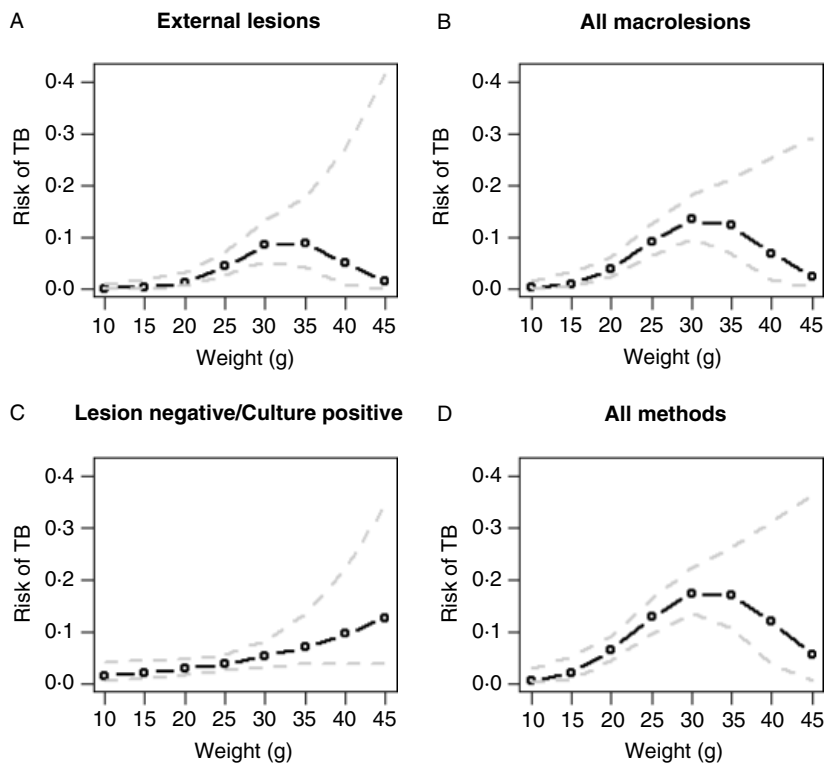 A
External lesions
Risk of TB
0·4
0·3
0·2
0·1
0·0
10 15 20 25 30 35 40 45
Weight (g)
B
All macrolesions
Risk of TB
0·4
0·3
0·2
0·1
0·0
10 15 20 25 30 35 40 45
Weight (g)
C
Lesion negative/Culture positive
Risk of TB
0·4
0·3
0·2
0·1
0·0
10 15 20 25 30 35 40 45
Weight (g)
D
All methods
Risk of TB
0·4
0·3
0·2
0·1
0·0
10 15 20 25 30 35 40 45
Weight (g)